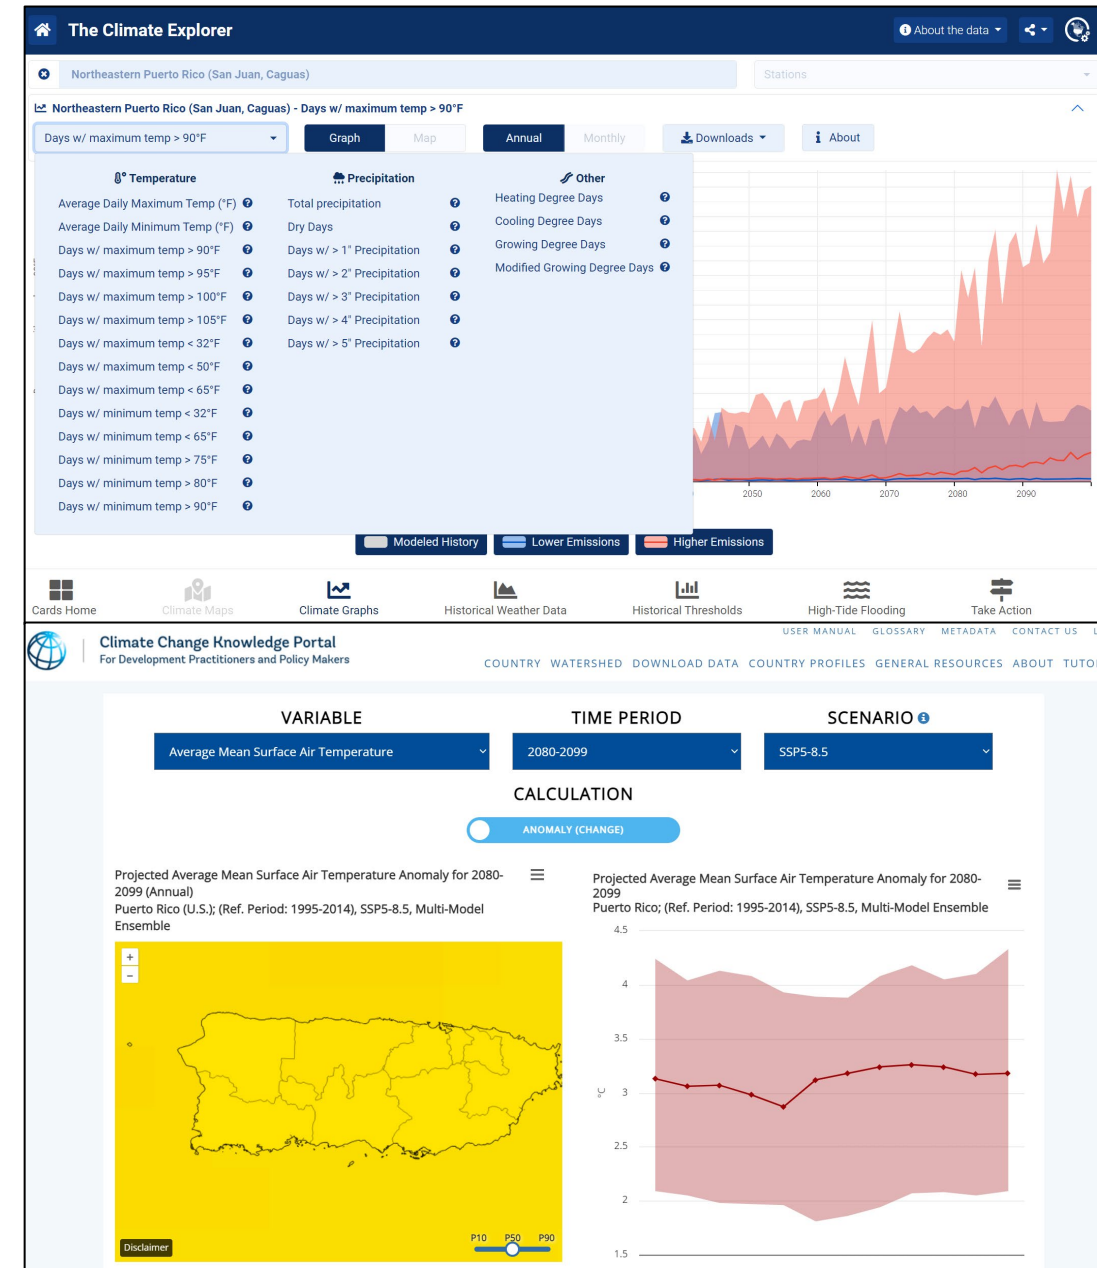 The Climate Explorer
About the data
Northeastern Puerto Rico (San Juan, Caguas)
Stations
Northeastern Puerto Rico (San Juan, Caguas) - Days w/ maximum temp > 90°F
Days w/ maximum temp > 90°F
Graph
Map
Annual
Monthly
Downloads
About
Temperature
Average Daily Maximum Temp (°F)
Average Daily Minimum Temp (°F)
Days w/ maximum temp > 90°F
Days w/ maximum temp > 95°F
Days w/ maximum temp > 100°F
Days w/ maximum temp > 105°F
Days w/ maximum temp < 32°F
Days w/ maximum temp < 50°F
Days w/ maximum temp < 65°F
Days w/ minimum temp < 32°F
Days w/ minimum temp < 65°F
Days w/ minimum temp > 75°F
Days w/ minimum temp > 80°F
Days w/ minimum temp > 90°F
Precipitation
Total precipitation
Dry Days
Days w/ > 1" Precipitation
Days w/ > 2" Precipitation
Days w/ > 3" Precipitation
Days w/ > 4" Precipitation
Days w/ > 5" Precipitation
Other
Heating Degree Days
Cooling Degree Days
Growing Degree Days
Modified Growing Degree Days
2050 2060 2070 2080 2090
Modeled History
Lower Emissions
Higher Emissions
Cards Home
Climate Maps
Climate Graphs
Historical Weather Data
Historical Thresholds
High-Tide Flooding
Take Action
USER MANUAL GLOSSARY METADATA CONTACT US
Climate Change Knowledge Portal
For Development Practitioners and Policy Makers
COUNTRY WATERSHED DOWNLOAD DATA COUNTRY PROFILES GENERAL RESOURCES ABOUT
VARIABLE
Average Mean Surface Air Temperature
TIME PERIOD
2080-2099
SCENARIO
SSP5-8.5
CALCULATION
ANOMALY (CHANGE)
Projected Average Mean Surface Air Temperature Anomaly for 2080-
2099 (Annual)
Puerto Rico (U.S.); (Ref. Period: 1995-2014), SSP5-8.5, Multi-Model
Ensemble
+
−
Disclaimer
P10 P50 P90
Projected Average Mean Surface Air Temperature Anomaly for 2080-
2099
Puerto Rico; (Ref. Period: 1995-2014), SSP5-8.5, Multi-Model Ensemble
4.5
4
3.5
°C
3
2.5
2
1.5